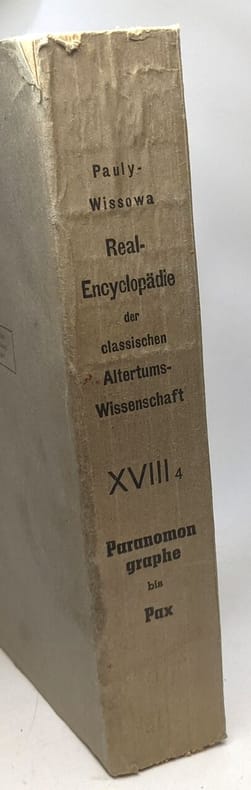 Pauly-
Wissowa
Real-
Encyclopädie
der
classischen
Altertums-
Wissenschaft
XVIII 4
Paranomon
graphe
bis
Pax